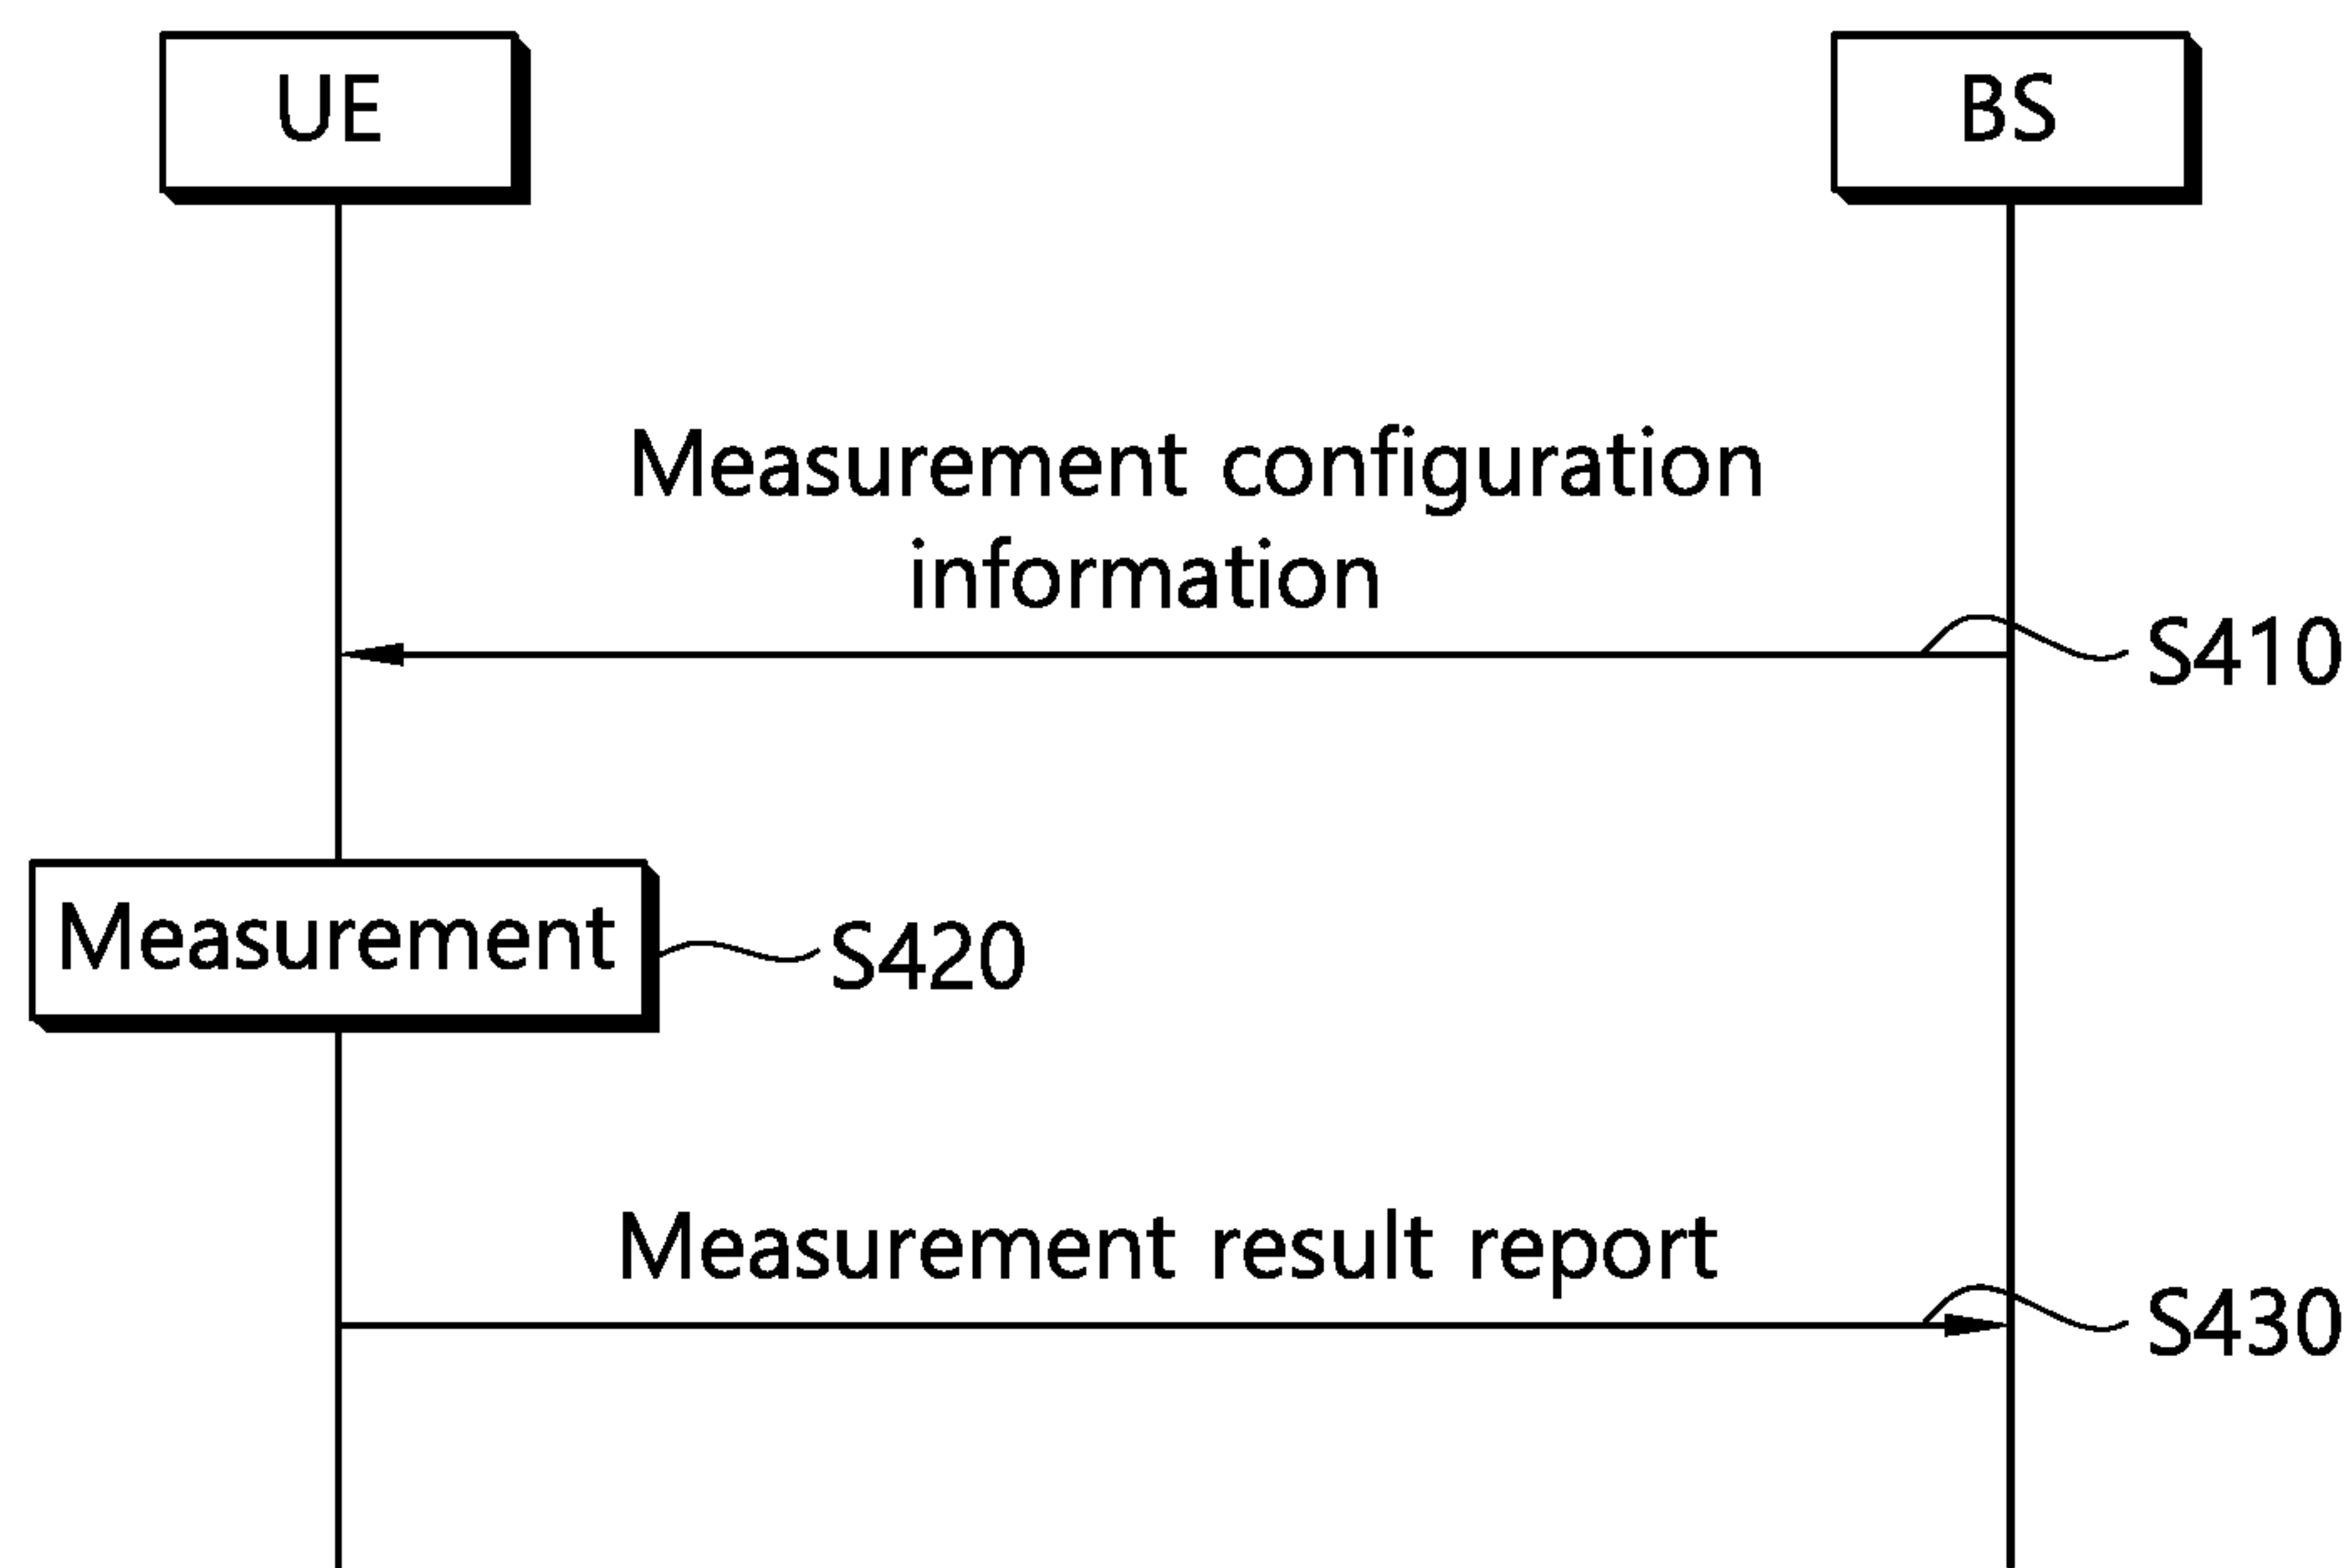 UE
BS
Measurement configuration
information
S410
Measurement
S420
Measurement result report
S430